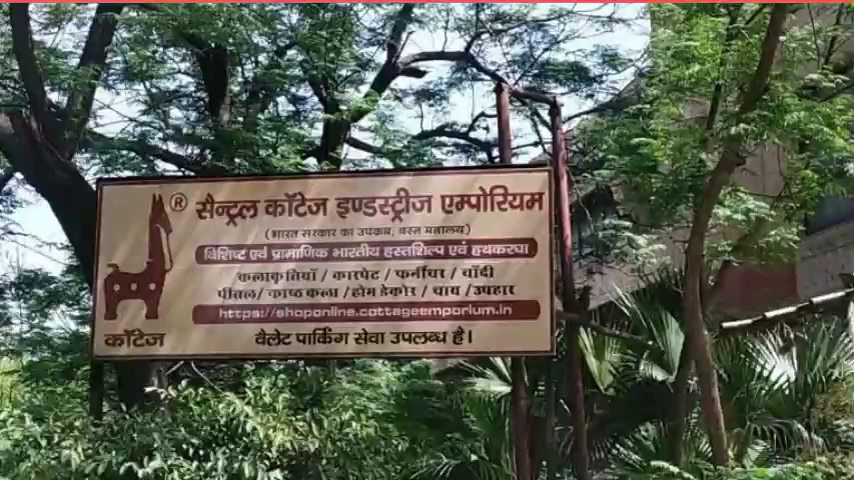 ® सैन्ट्रल कॉटेज इण्डस्ट्रीज एम्पोरियम
(भारत सरकार का उपक्रम, वस्त्र मंत्रालय)
विशिष्ट एवं प्रामाणिक भारतीय हस्तशिल्प एवं हथकरघा
कलाकृतियाँ / कारपेट / फर्नीचर / चाँदी
पीतल/ काष्ठ कला /होम डेकोर / चाय /उपहार
https://shoponline.cottageemporium.in
कॉटेज
वैलेट पार्किंग सेवा उपलब्ध है।